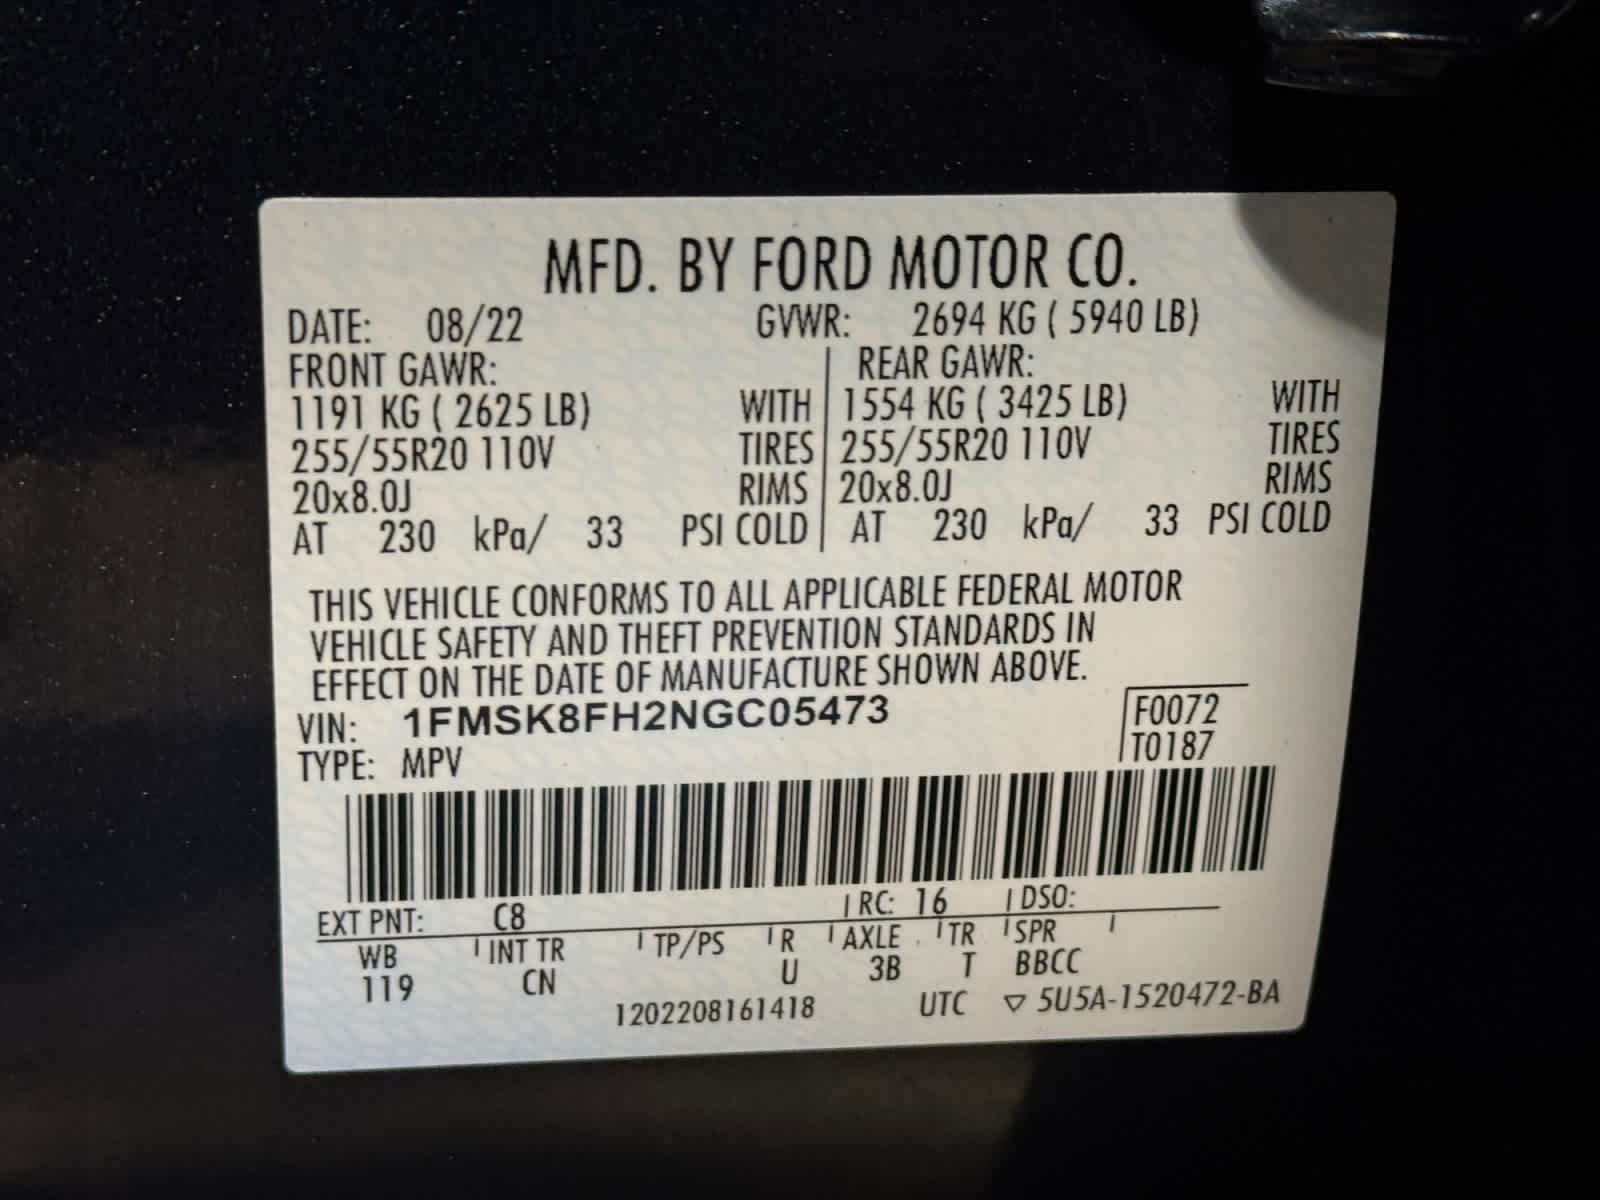 MFD. BY FORD MOTOR CO.
DATE: 08/22 GVWR: 2694 KG ( 5940 LB)
FRONT GAWR: REAR GAWR:
1191 KG ( 2625 LB) WITH 1554 KG ( 3425 LB) WITH
255/55R20 110V TIRES 255/55R20 110V TIRES
20x8.0J RIMS 20x8.0J RIMS
AT 230 kPa/ 33 PSI COLD AT 230 kPa/ 33 PSI COLD
THIS VEHICLE CONFORMS TO ALL APPLICABLE FEDERAL MOTOR
VEHICLE SAFETY AND THEFT PREVENTION STANDARDS IN
EFFECT ON THE DATE OF MANUFACTURE SHOWN ABOVE.
VIN: 1FMSK8FH2NGC05473 F0072
TYPE: MPV T0187
EXT PNT: C8 RC: 16 DSO:
WB INT TR TP/PS R AXLE TR SPR
119 CN U 3B T BBCC
1202208161418 UTC ▽ 5U5A-1520472-BA